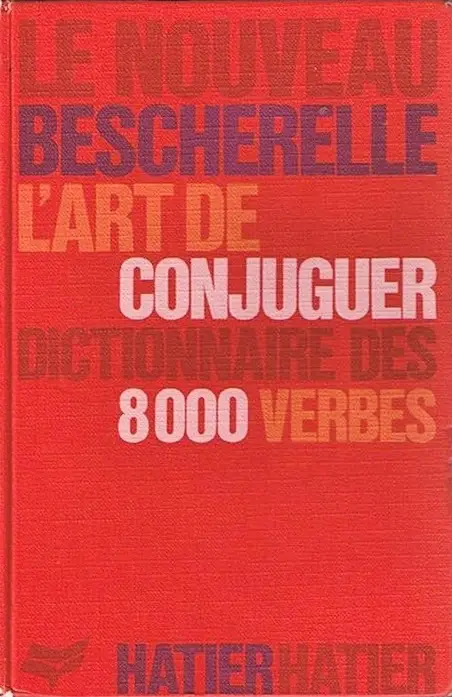 LE NOUVEAU
BESCHERELLE
L'ART DE
CONJUGUER
DICTIONNAIRE DES
8000 VERBES
HATIER HATIER